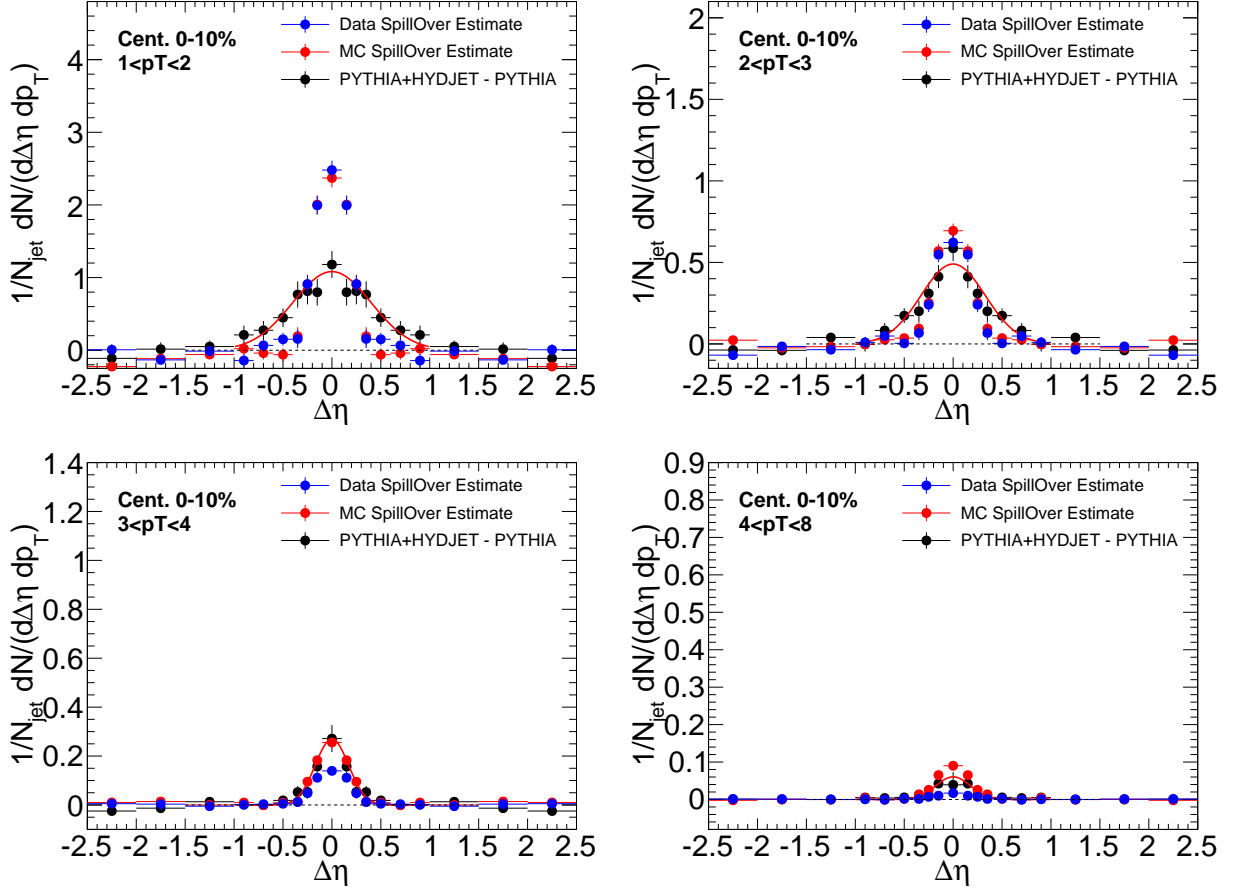 Cent. 0-10%
1<pT<2
Data SpillOver Estimate
MC SpillOver Estimate
PYTHIA+HYDJET - PYTHIA
1/N_jet dN/(dΔη dp_T)
4
3
2
1
0
-2.5 -2 -1.5 -1 -0.5 0 0.5 1 1.5 2 2.5
Δη
Cent. 0-10%
2<pT<3
Data SpillOver Estimate
MC SpillOver Estimate
PYTHIA+HYDJET - PYTHIA
1/N_jet dN/(dΔη dp_T)
2
1.5
1
0.5
0
-2.5 -2 -1.5 -1 -0.5 0 0.5 1 1.5 2 2.5
Δη
Cent. 0-10%
3<pT<4
Data SpillOver Estimate
MC SpillOver Estimate
PYTHIA+HYDJET - PYTHIA
1/N_jet dN/(dΔη dp_T)
1.4
1.2
1
0.8
0.6
0.4
0.2
0
-2.5 -2 -1.5 -1 -0.5 0 0.5 1 1.5 2 2.5
Δη
Cent. 0-10%
4<pT<8
Data SpillOver Estimate
MC SpillOver Estimate
PYTHIA+HYDJET - PYTHIA
1/N_jet dN/(dΔη dp_T)
0.9
0.8
0.7
0.6
0.5
0.4
0.3
0.2
0.1
0
-2.5 -2 -1.5 -1 -0.5 0 0.5 1 1.5 2 2.5
Δη